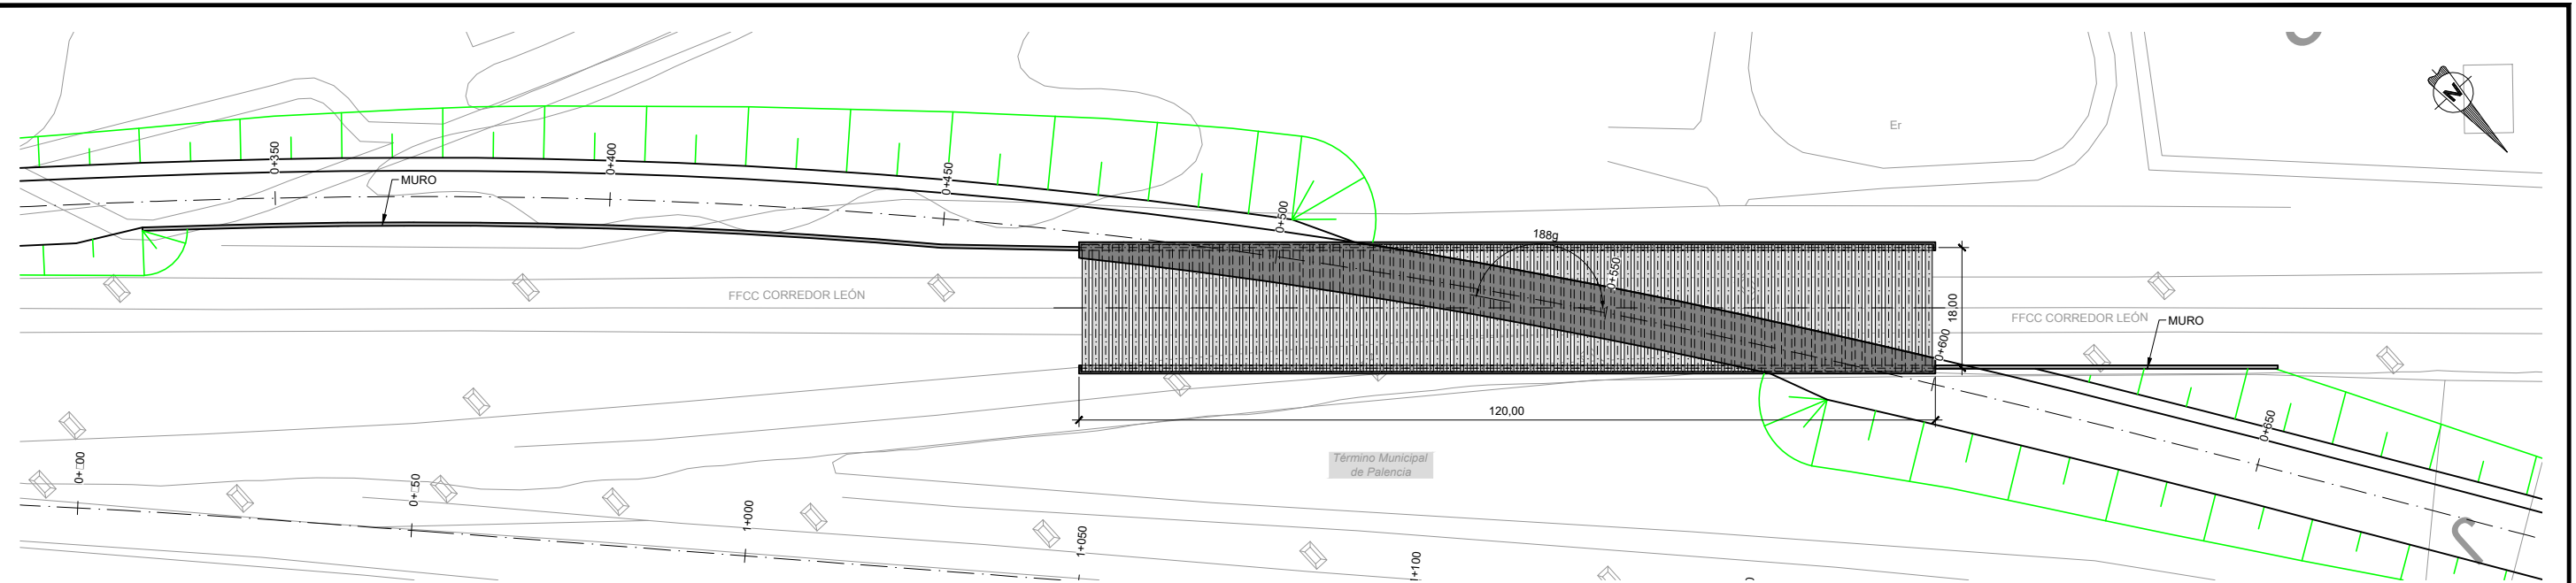 Er
N
0+350
0+400
0+450
MURO
0+500
188g
0+550
FFCC CORREDOR LEÓN
18,00
FFCC CORREDOR LEÓN
MURO
0+600
120,00
0+650
Término Municipal
de Palencia
1+000
1+050
1+100